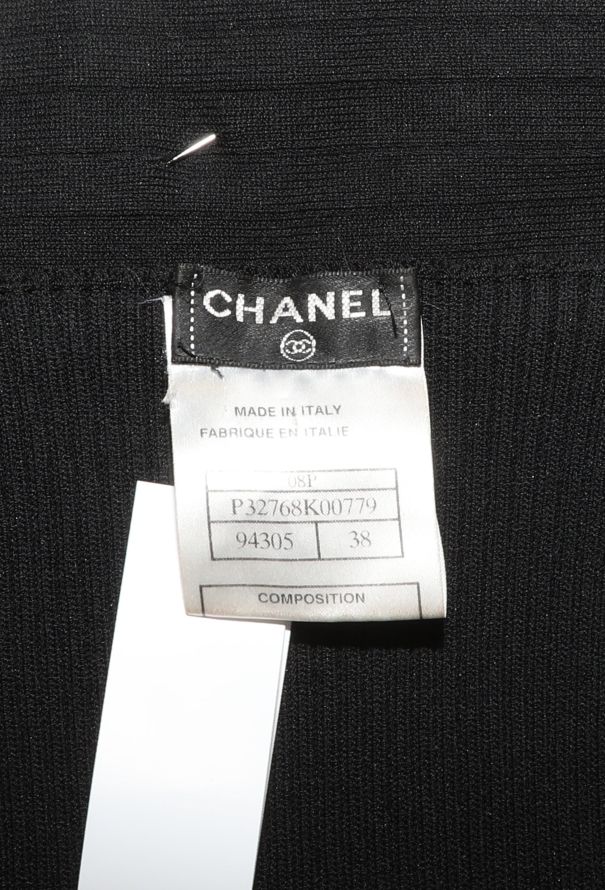 CHANEL
MADE IN ITALY
FABRIQUE EN ITALIE
08P
P32768K00779
94305 38
COMPOSITION